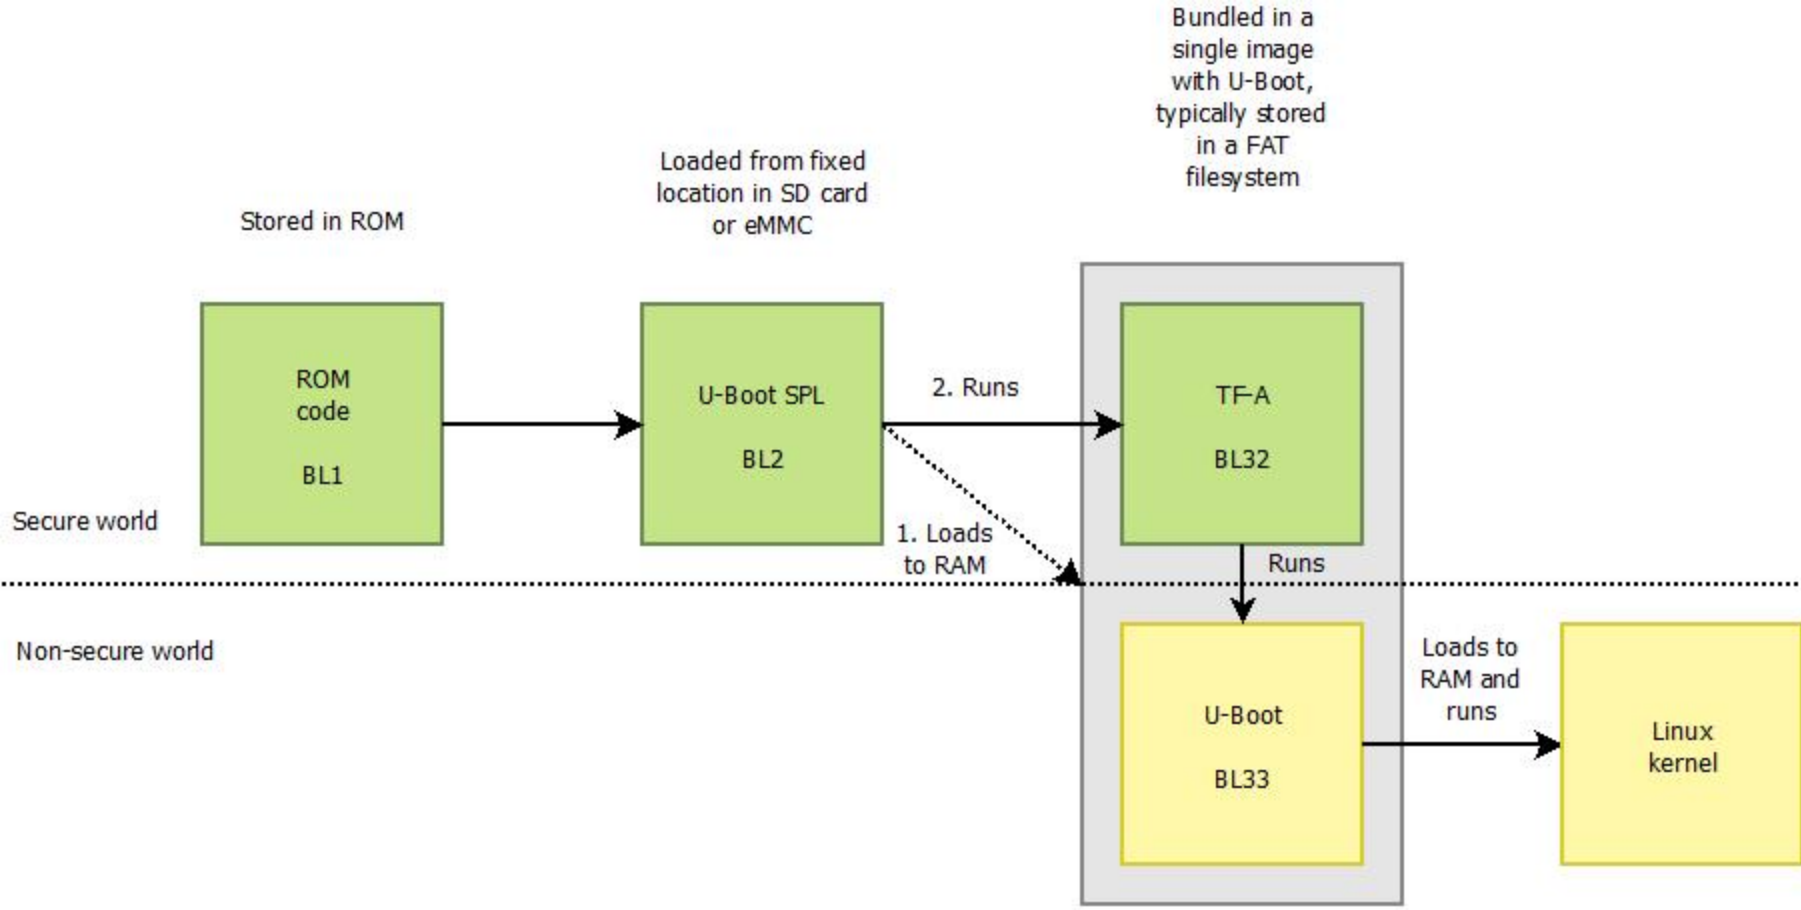 Bundled in a
single image
with U-Boot,
typically stored
in a FAT
filesystem
Loaded from fixed
location in SD card
or eMMC
Stored in ROM
ROM
code
BL1
U-Boot SPL
BL2
2. Runs
TF-A
BL32
Secure world
1. Loads
to RAM
Runs
Non-secure world
U-Boot
BL33
Loads to
RAM and
runs
Linux
kernel